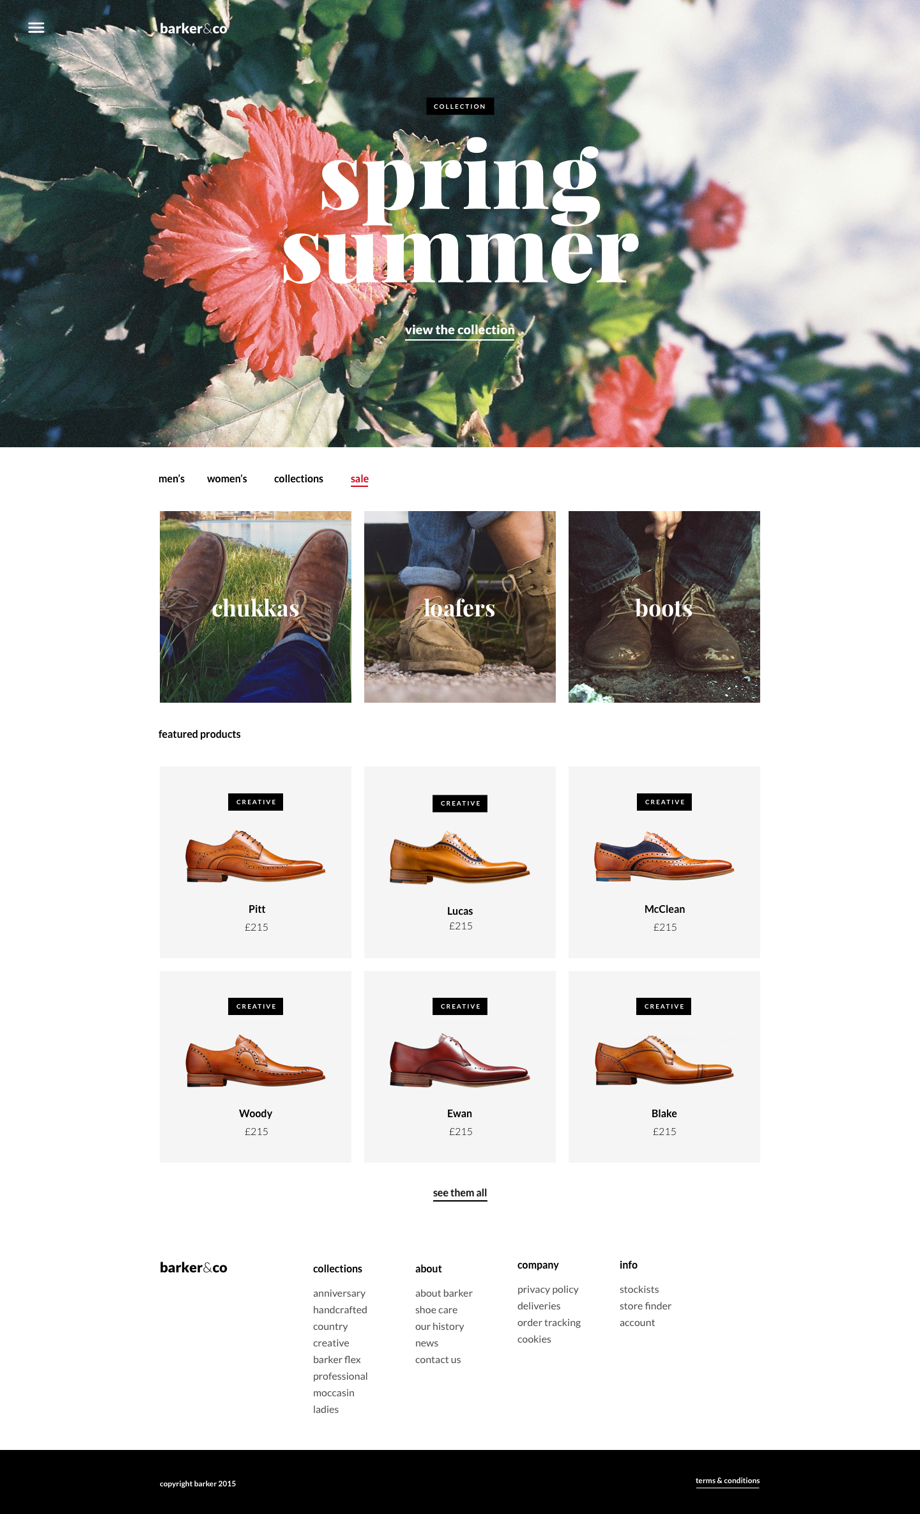 barker&co
COLLECTION
spring
summer
view the collection
men's women's collections sale
chukkas loafers boots
featured products
CREATIVE CREATIVE CREATIVE
Pitt Lucas McClean
£215 £215 £215
CREATIVE CREATIVE CREATIVE
Woody Ewan Blake
£215 £215 £215
see them all
barker&co
collections
anniversary
handcrafted
country
creative
barker flex
professional
moccasin
ladies
about
about barker
shoe care
our history
news
contact us
company
privacy policy
deliveries
order tracking
cookies
info
stockists
store finder
account
copyright barker 2015
terms & conditions